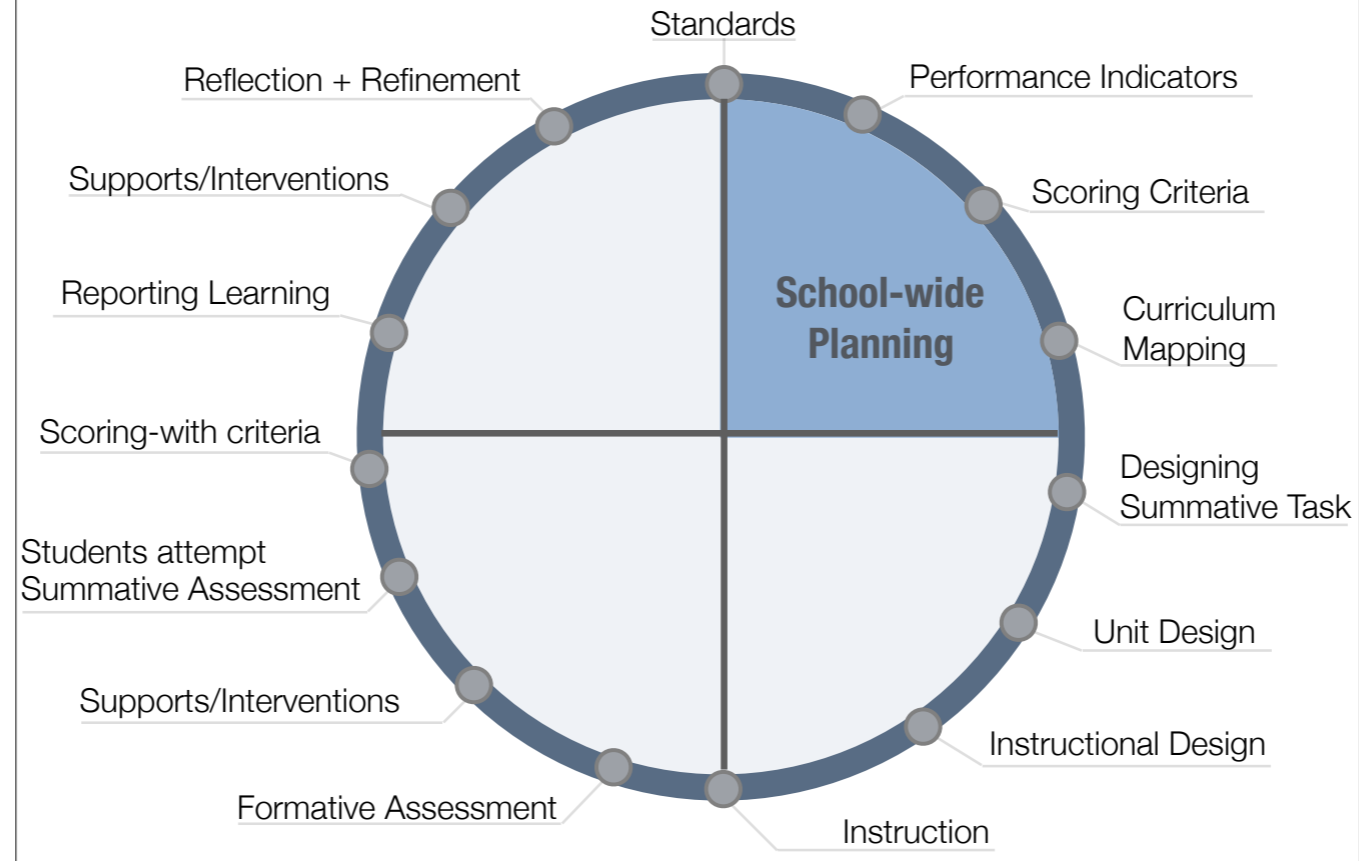 Standards
Performance Indicators
Scoring Criteria
School-wide
Planning
Curriculum
Mapping
Designing
Summative Task
Unit Design
Instructional Design
Instruction
Formative Assessment
Supports/Interventions
Students attempt
Summative Assessment
Scoring-with criteria
Reporting Learning
Supports/Interventions
Reflection + Refinement